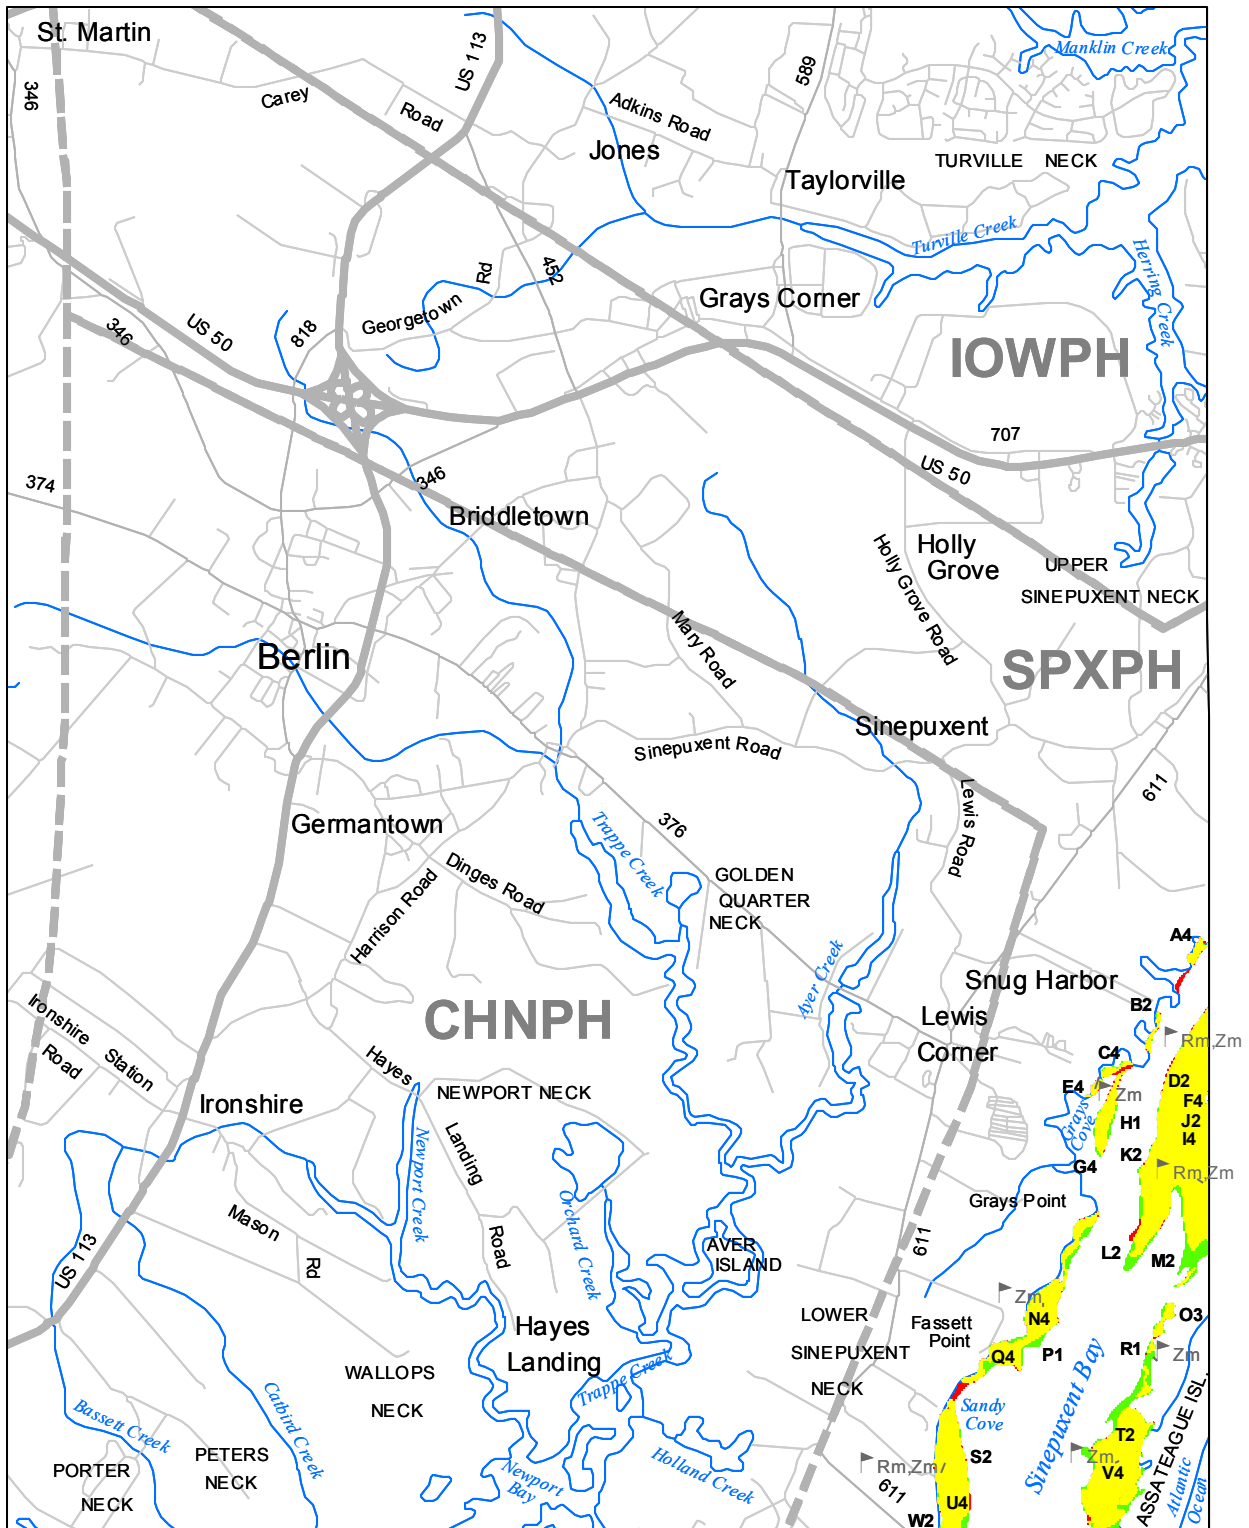 St. Martin
346
US 113
Carey
Road
Adkins Road
589
Manklin Creek
Jones
TURVILLE NECK
Taylorville
Turville Creek
Herring Creek
452
Rd
Georgetown
Grays Corner
346
US 50
818
IOWPH
707
US 50
374
346
Briddletown
Holly
Grove
Holly Grove Road
UPPER
SINEPUXENT NECK
Berlin
Mary Road
SPXPH
Sinepuxent
Sinepuxent Road
611
Lewis Road
Germantown
Trappe Creek
376
Dinges Road
Harrison Road
GOLDEN
QUARTER
NECK
Ayer Creek
A4
Snug Harbor
B2
CHNPH
Lewis
Corner
Ironshire Station
Road
Rm,Zm
C4
Hayes
E4
Zm
D2
F4
NEWPORT NECK
Ironshire
Grays
Cove
H1
J2
I4
Newport Creek
Landing
Road
K2
G4
Rm,Zm
Orchard Creek
Grays Point
Mason
Rd
611
L2
M2
AYER
ISLAND
US 113
Zm,
LOWER
SINEPUXENT
NECK
Fassett
Point
N4
O3
Hayes
Landing
P1
R1
Zm
Q4
WALLOPS
NECK
Trappe Creek
Sinepuxent Bay
ASSATEAGUE ISL.
Sandy
Cove
Bassett Creek
Catbird Creek
T2
PETERS
NECK
PORTER
NECK
Holland Creek
Newport
Bay
Rm,Zm/
S2
Zm,
V4
611
U4
W2
Atlantic
Ocean